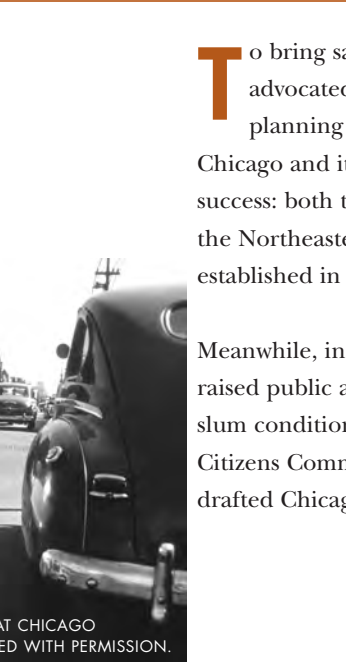 To bring sa
advocated
planning
Chicago and it
success: both t
the Northeaste
established in
Meanwhile, in
raised public a
slum condition
Citizens Comm
drafted Chicag
AT CHICAGO
ED WITH PERMISSION.